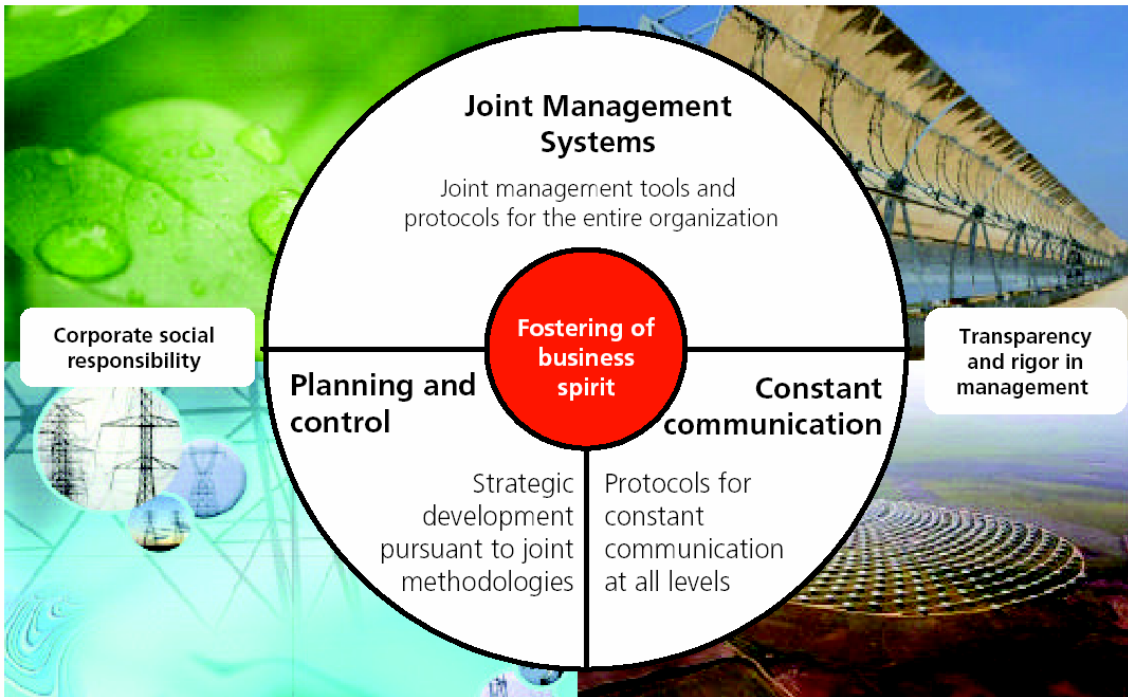 Joint Management
Systems
Joint management tools and
protocols for the entire organization
Corporate social
responsibility
Fostering of
business
spirit
Transparency
and rigor in
management
Planning and
control
Strategic
development
pursuant to joint
methodologies
Constant
communication
Protocols for
constant
communication
at all levels